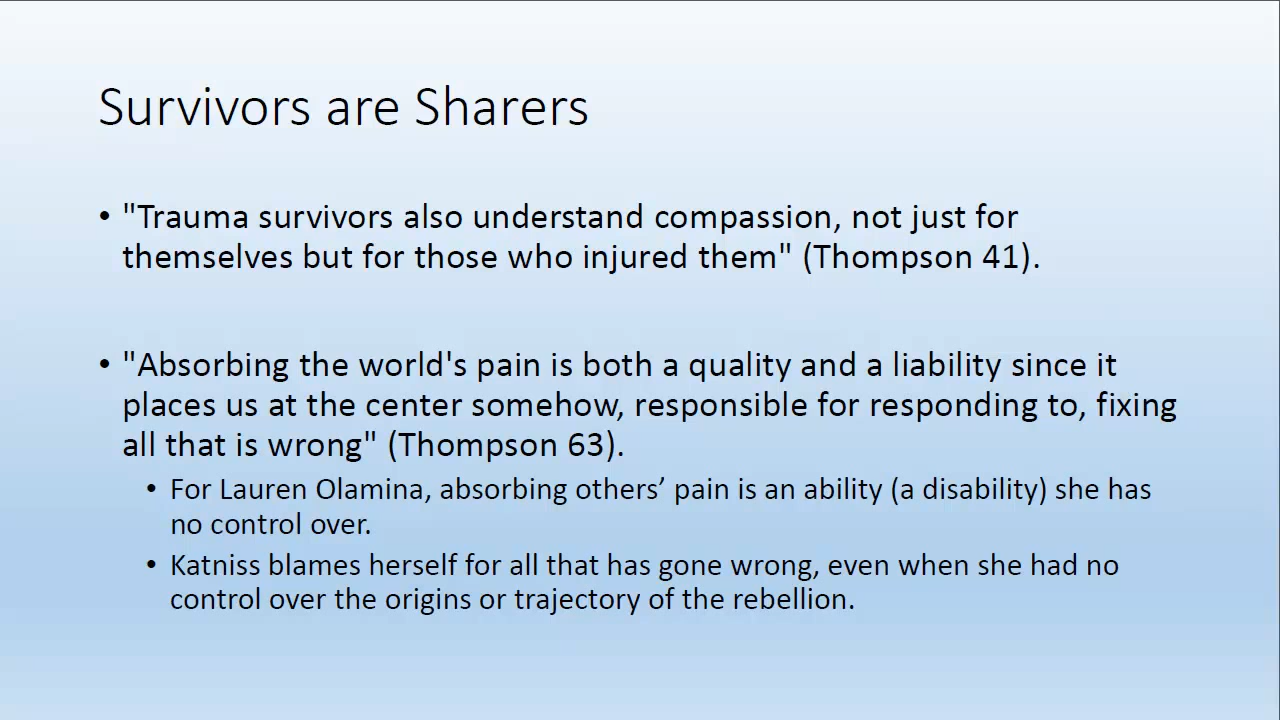 Survivors are Sharers
• "Trauma survivors also understand compassion, not just for
themselves but for those who injured them" (Thompson 41).
• "Absorbing the world's pain is both a quality and a liability since it
places us at the center somehow, responsible for responding to, fixing
all that is wrong" (Thompson 63).
• For Lauren Olamina, absorbing others’ pain is an ability (a disability) she has
no control over.
• Katniss blames herself for all that has gone wrong, even when she had no
control over the origins or trajectory of the rebellion.